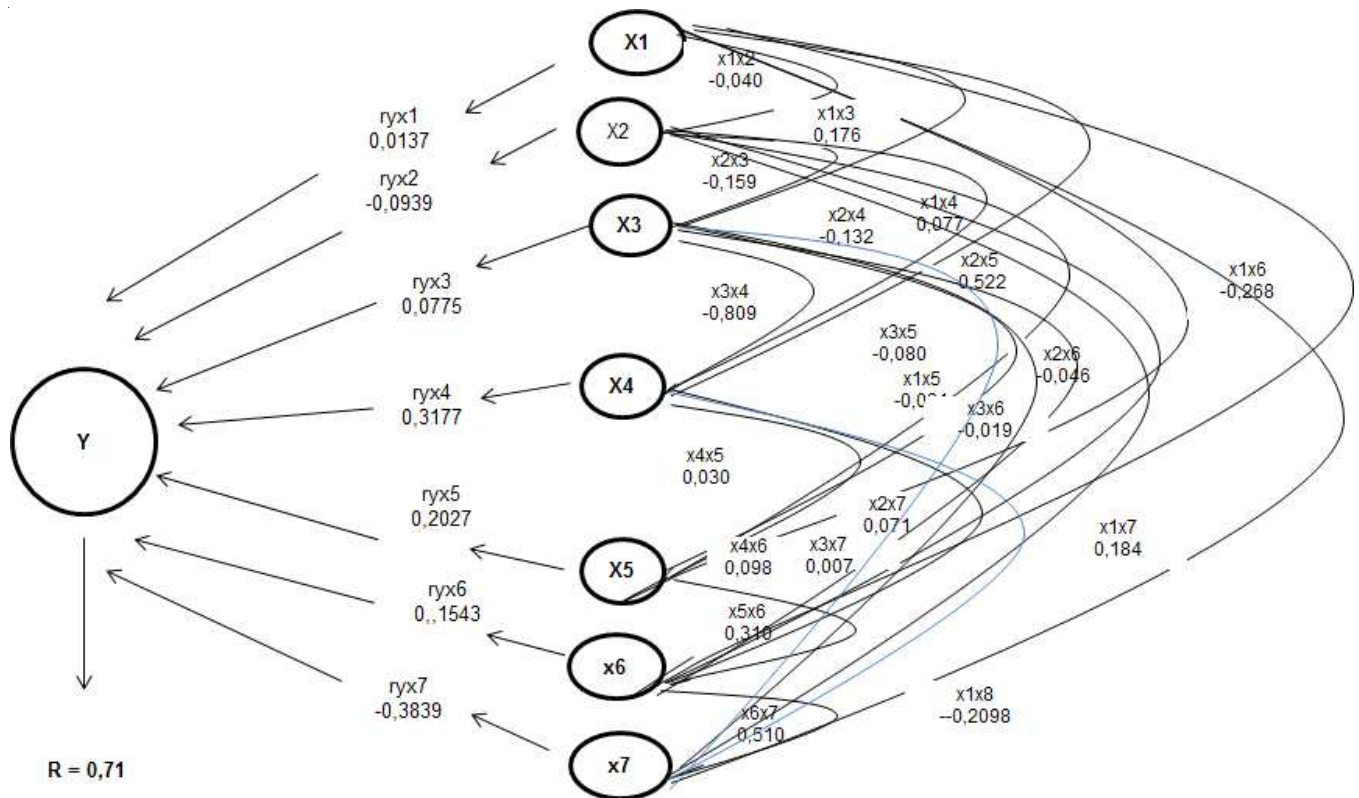 X1
x1x2
-0,040
ryx1
0,0137
X2
x1x3
0,176
x2x3
-0,159
ryx2
-0,0939
X3
x1x4
0,077
x2x4
-0,132
x2x5
0,522
x1x6
-0,268
ryx3
0,0775
x3x4
-0,809
x3x5
-0,080
x2x6
-0,046
X4
x1x5
ryx4
0,3177
x3x6
-0,019
Y
x4x5
0,030
ryx5
0,2027
x2x7
0,071
x1x7
0,184
X5
x4x6
0,098
x3x7
0,007
ryx6
0,,1543
x5x6
0,310
x6
ryx7
-0,3839
x1x8
--0,2098
x6x7
0,510
x7
R = 0,71